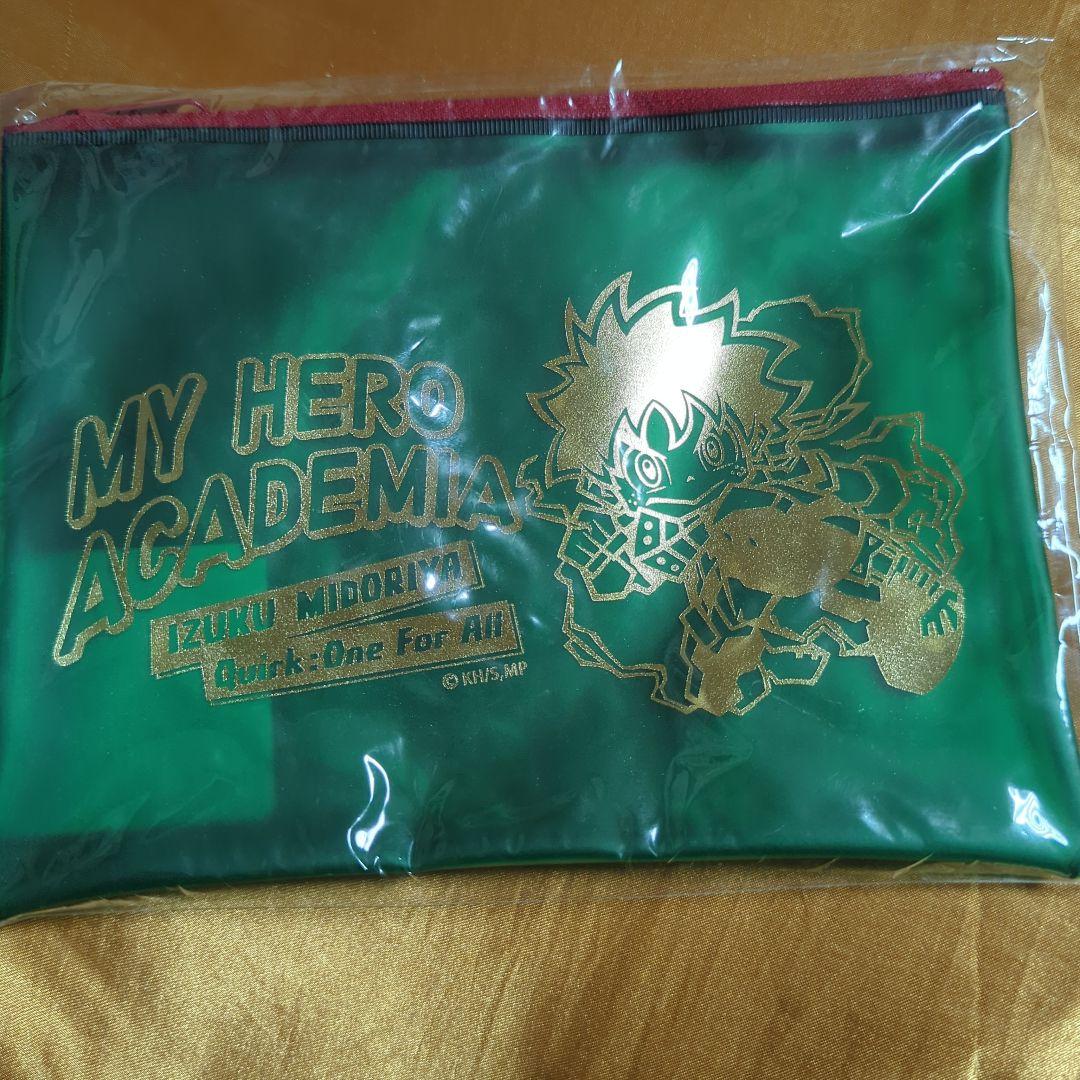 MY HERO
ACADEMIA
IZUKU MIDORIYA
Quirk:One For All
© KH/S,MP